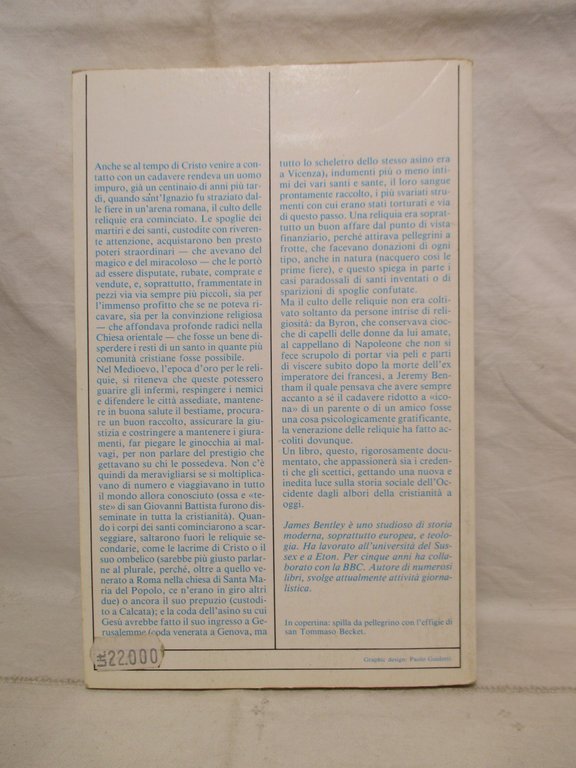 Anche se al tempo di Cristo venire a con-
tatto con un cadavere rendeva un uomo
impuro, già un centinaio di anni più tar-
di, quando sant'Ignazio fu straziato dal-
le fiere in un'arena romana, il culto delle
reliquie era cominciato. Le spoglie dei
martiri e dei santi, custodite con riveren-
te attenzione, acquistarono ben presto
poteri straordinari — che avevano del
magico e del miracoloso — che le portò
ad essere disputate, rubate, comprate e
vendute, e, soprattutto, frammentate in
pezzi via via sempre più piccoli, sia per
l'immenso profitto che se ne poteva ri-
cavare, sia per la convinzione religiosa
— che affondava profonde radici nella
Chiesa orientale — che fosse un bene di-
sperdere i resti di un santo in quante più
comunità cristiane fosse possibile.
Nel Medioevo, l'epoca d'oro per le reli-
quie, si riteneva che queste potessero
guarire gli infermi, respingere i nemici
e difendere le città assediate, mantene-
re in buona salute il bestiame, procura-
re un buon raccolto, assicurare la giu-
stizia e costringere a mantenere i giura-
menti, far piegare le ginocchia ai mal-
vagi, per non parlare del prestigio che
gettavano su chi le possedeva. Non c'è
quindi da meravigliarsi se si moltiplica-
vano di numero e viaggiavano in tutto
il mondo allora conosciuto (ossa e «te-
ste» di san Giovanni Battista furono dis-
seminate in tutta la cristianità). Quan-
do i corpi dei santi cominciarono a scar-
seggiare, saltarono fuori le reliquie se-
condarie, come le lacrime di Cristo o il
suo ombelico (sarebbe più giusto parlar-
ne al plurale, perché, oltre a quello ve-
nerato a Roma nella chiesa di Santa Ma-
ria del Popolo, ce n'erano in giro altri
due) o ancora il suo prepuzio (custodi-
to a Calcata); e la coda dell'asino su cui
Gesù avrebbe fatto il suo ingresso a Ge-
rusalemme (coda venerata a Genova, ma
Lit. 22.000
tutto lo scheletro dello stesso asino era
a Vicenza), indumenti più o meno inti-
mi dei vari santi e sante, il loro sangue
prontamente raccolto, i più svariati stru-
menti con cui erano stati torturati e via
di questo passo. Una reliquia era soprat-
tutto un buon affare dal punto di vista
finanziario, perché attirava pellegrini a
frotte, che facevano donazioni di ogni
tipo, anche in natura (nacquero così le
prime fiere), e questo spiega in parte i
casi paradossali di santi inventati o di
sparizioni di spoglie confutate.
Ma il culto delle reliquie non era colti-
vato soltanto da persone intrise di reli-
giosità: da Byron, che conservava cioc-
che di capelli delle donne da lui amate,
al cappellano di Napoleone che non si
fece scrupolo di portar via peli e parti
di viscere subito dopo la morte dell'ex
imperatore dei francesi, a Jeremy Ben-
tham il quale pensava che avere sempre
accanto a sé il cadavere ridotto a «ico-
na» di un parente o di un amico fosse
una cosa psicologicamente gratificante,
la venerazione delle reliquie ha fatto ac-
coliti dovunque.
Un libro, questo, rigorosamente docu-
mentato, che appassionerà sia i creden-
ti che gli scettici, gettando una nuova e
inedita luce sulla storia sociale dell'Oc-
cidente dagli albori della cristianità a
oggi.
James Bentley è uno studioso di storia
moderna, soprattutto europea, e teolo-
gia. Ha lavorato all'università del Sus-
sex e a Eton. Per cinque anni ha colla-
borato con la BBC. Autore di numerosi
libri, svolge attualmente attività giorna-
listica.
In copertina: spilla da pellegrino con l'effigie di
san Tommaso Becket.
Graphic design: Paolo